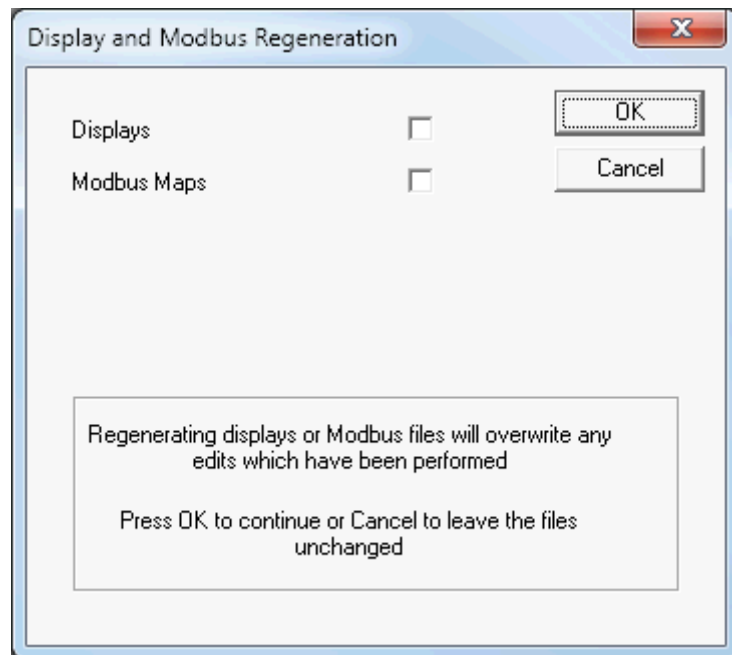 Display and Modbus Regeneration
Displays
OK
Modbus Maps
Cancel
Regenerating displays or Modbus files will overwrite any
edits which have been performed
Press OK to continue or Cancel to leave the files
unchanged